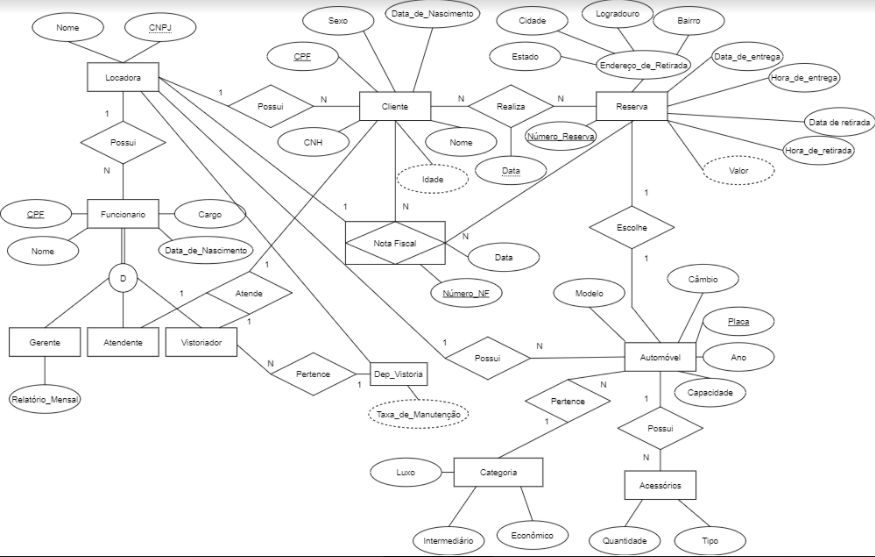 Sexo
Data_de_Nascimento
Cidade
Logradouro
Bairro
Nome
CNPJ
CPF
Estado
Endereço_de_Retirada
Data_de_entrega
Locadora
Hora_de_entrega
1
Possui
N
Cliente
N
Realiza
N
Reserva
1
Data de retirada
Possui
CNH
Nome
Número_Reserva
Hora_de_retirada
N
Idade
Data
Valor
CPF
Funcionario
Cargo
N
1
1
Nome
Data_de_Nascimento
Nota Fiscal
N
Escolhe
Data
D
1
1
Número_NF
Modelo
Câmbio
1
Atende
1
Placa
Gerente
Atendente
Vistoriador
1
Possui
N
Automóvel
Ano
N
Pertence
1
Dep_Vistoria
Relatório_Mensal
Taxa_de_Manutenção
N
Pertence
1
Capacidade
1
Possui
N
Luxo
Categoria
Acessórios
Intermediário
Econômico
Quantidade
Tipo